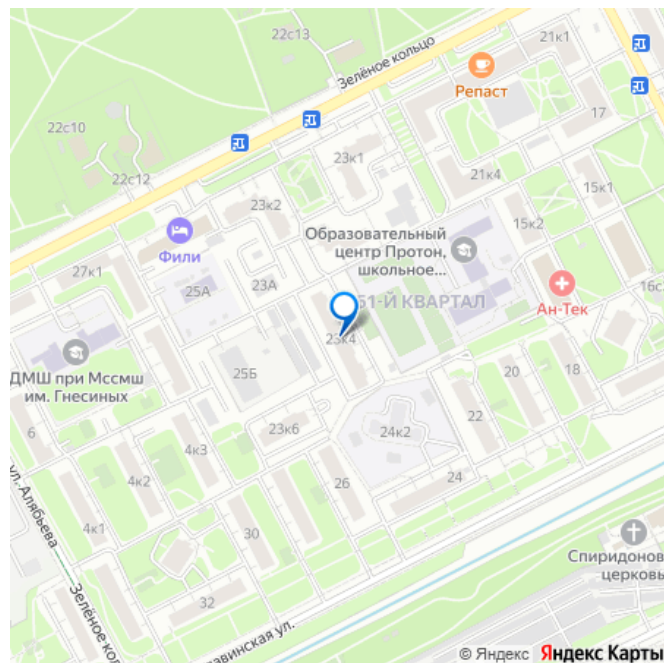 22с13
Зелёное кольцо
21к1
Репаст
17
22с10
22с12
23к1
21к4
15к1
23к2
15к2
Фили
Образовательный
центр Протон,
школьное...
27к1
25А
23А
51-Й КВАРТАЛ
Ан-Тек
16с
23к4
ДМШ при Мссмш
им. Гнесиных
25Б
20
18
6
4к3
23к6
24к2
22
4к2
26
24
ул. Алябьева
4к1
30
Спиридонов
церковь
32
Зелёное кол
лавинская ул.
© Яндекс Яндекс Карты